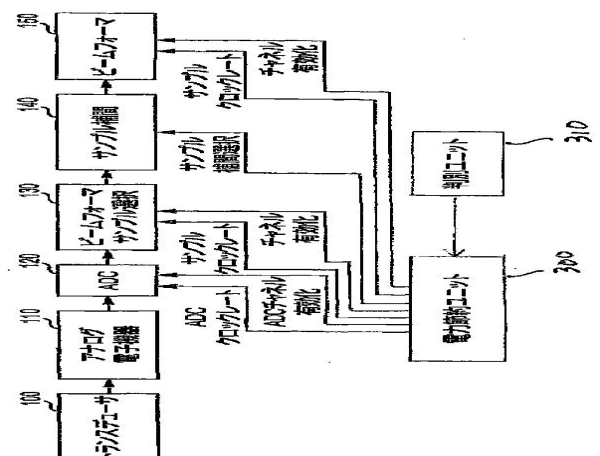 100
トランスデューサ
110
アナログ
電子機器
120
ADC
130
ビームフォーマ
サンプル選択
140
サンプル補間
150
ビームフォーマ
ADC
クロックレート
ADCチャネル
有効化
サンプル
クロックレート
チャネル
有効化
サンプル
補間選択
サンプル
クロックレート
チャネル
有効化
電力節約ユニット
300
判別ユニット
310